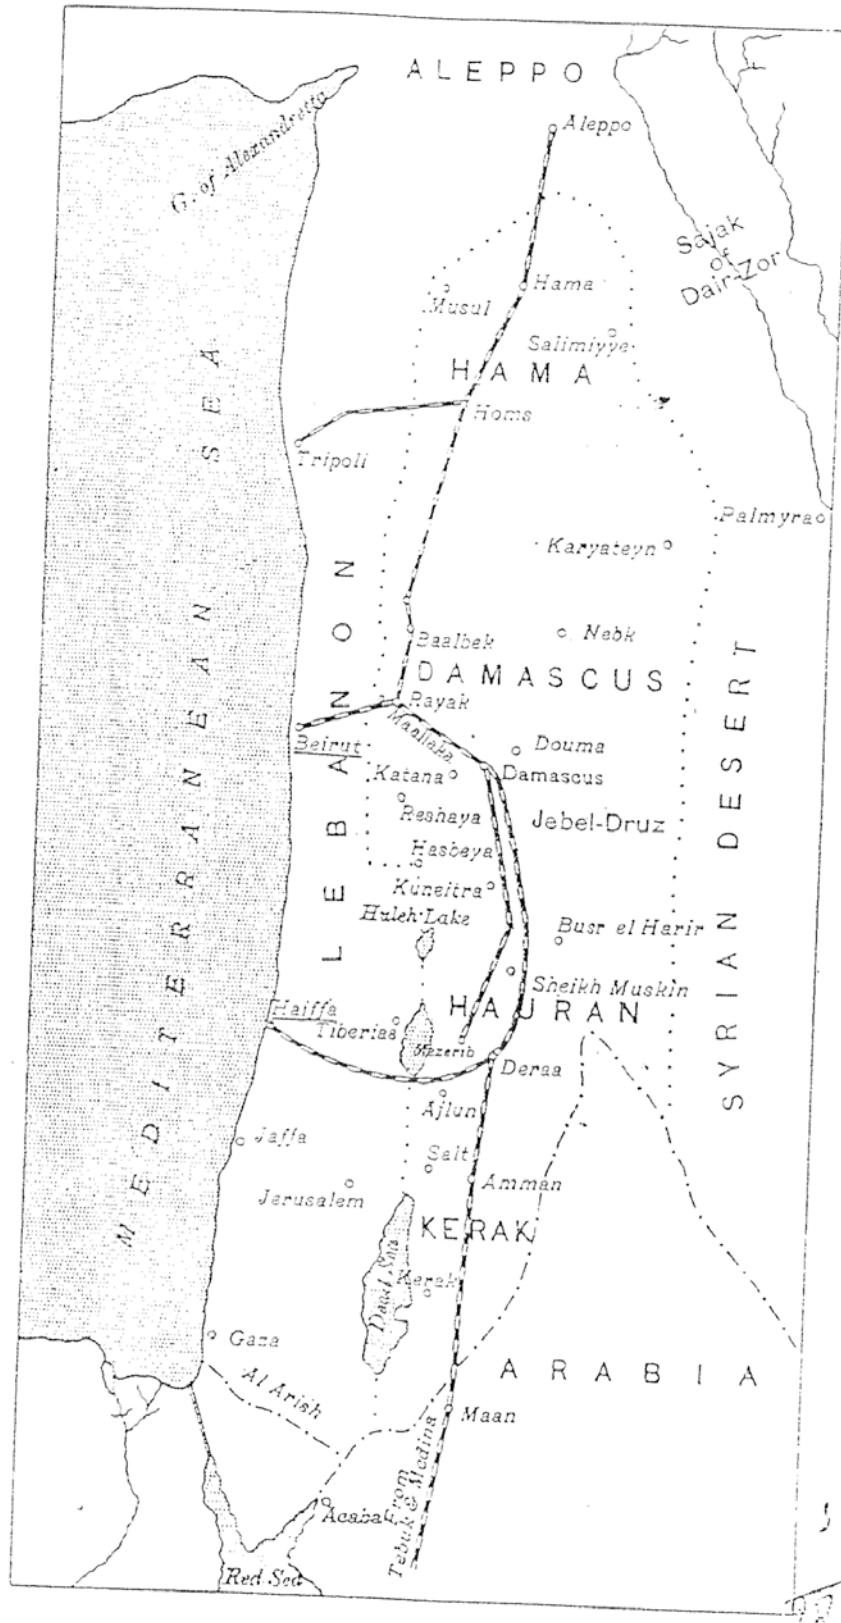 ALEPPO
Aleppo
G. of Alexandretta
Sajak
of
Dair-Zor
Musul
Hama
Salimiyye
HAMA
Homs
Tripoli
Palmyra
Karyateyn
Baalbek
Nebk
DAMASCUS
Rayak
Maallaka
Beirut
Douma
Katana
Damascus
Reshaya
Jebel-Druz
Hasbeya
Kuneitra
Huleh Lake
Busr el Harir
LEBANON
MEDITERRANEAN SEA
SYRIAN DESERT
Sheikh Muskin
Haiffa
HAURAN
Tiberias
Mezerib
Deraa
Ajlun
Jaffa
Salt
Jerusalem
Amman
KERAK
Dead Sea
Kerak
Gaza
ARABIA
Al Arish
Maan
From
Tebuk & Medina
Acaba
Red Sea